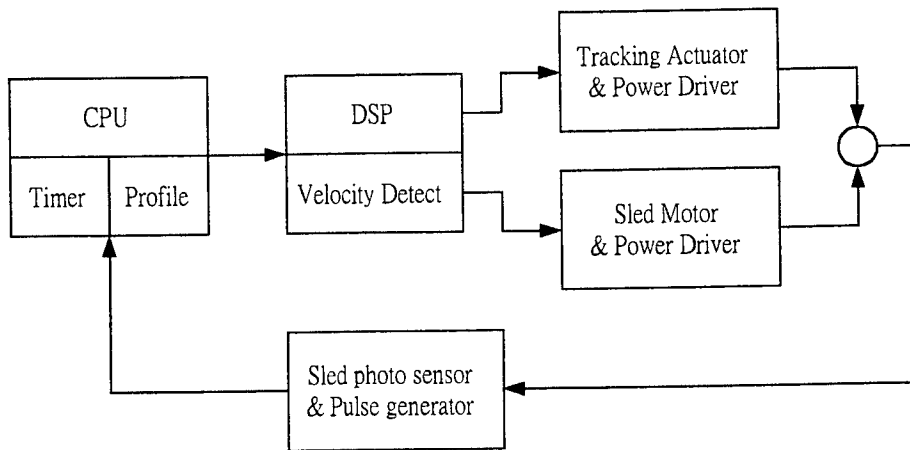 CPU
Timer
Profile
DSP
Velocity Detect
Tracking Actuator
& Power Driver
Sled Motor
& Power Driver
Sled photo sensor
& Pulse generator